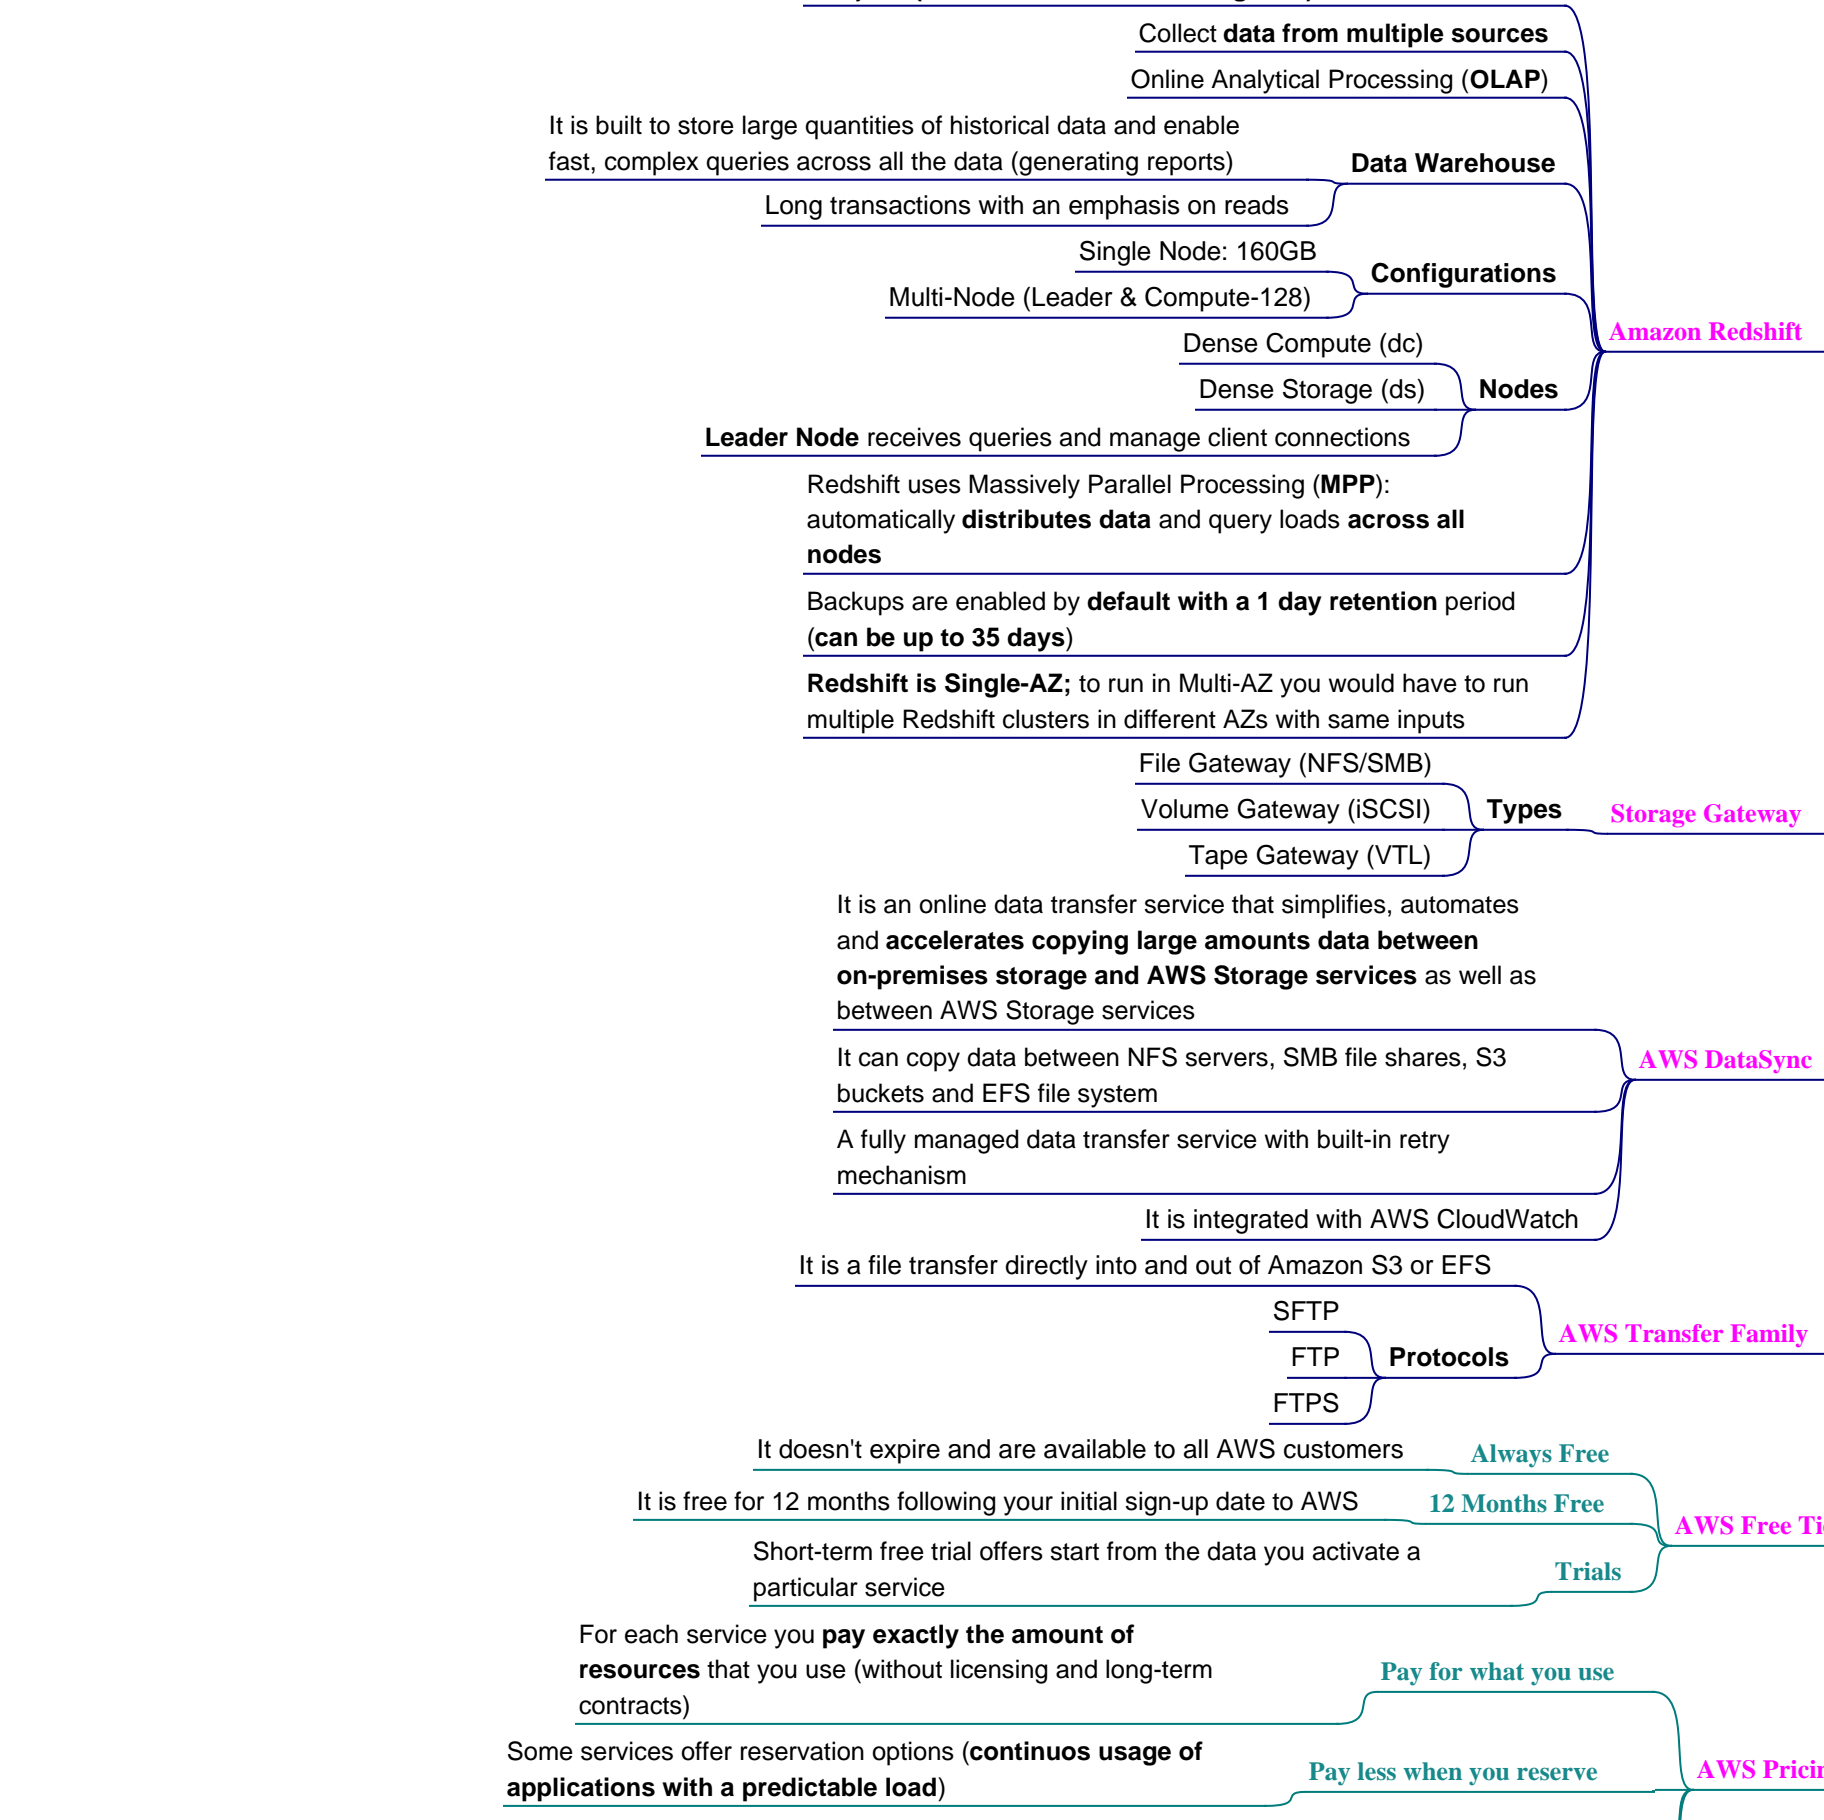 Collect data from multiple sources
Online Analytical Processing (OLAP)
It is built to store large quantities of historical data and enable
fast, complex queries across all the data (generating reports)
Data Warehouse
Long transactions with an emphasis on reads
Single Node: 160GB
Configurations
Multi-Node (Leader & Compute-128)
Amazon Redshift
Dense Compute (dc)
Dense Storage (ds)
Nodes
Leader Node receives queries and manage client connections
Redshift uses Massively Parallel Processing (MPP):
automatically distributes data and query loads across all
nodes
Backups are enabled by default with a 1 day retention period
(can be up to 35 days)
Redshift is Single-AZ; to run in Multi-AZ you would have to run
multiple Redshift clusters in different AZs with same inputs
File Gateway (NFS/SMB)
Volume Gateway (iSCSI)
Types
Storage Gateway
Tape Gateway (VTL)
It is an online data transfer service that simplifies, automates
and accelerates copying large amounts data between
on-premises storage and AWS Storage services as well as
between AWS Storage services
It can copy data between NFS servers, SMB file shares, S3
buckets and EFS file system
AWS DataSync
A fully managed data transfer service with built-in retry
mechanism
It is integrated with AWS CloudWatch
It is a file transfer directly into and out of Amazon S3 or EFS
SFTP
FTP
FTPS
Protocols
AWS Transfer Family
It doesn't expire and are available to all AWS customers
Always Free
It is free for 12 months following your initial sign-up date to AWS
12 Months Free
AWS Free
Short-term free trial offers start from the data you activate a
particular service
Trials
For each service you pay exactly the amount of
resources that you use (without licensing and long-term
contracts)
Pay for what you use
Some services offer reservation options (continuos usage of
applications with a predictable load)
Pay less when you reserve
AWS